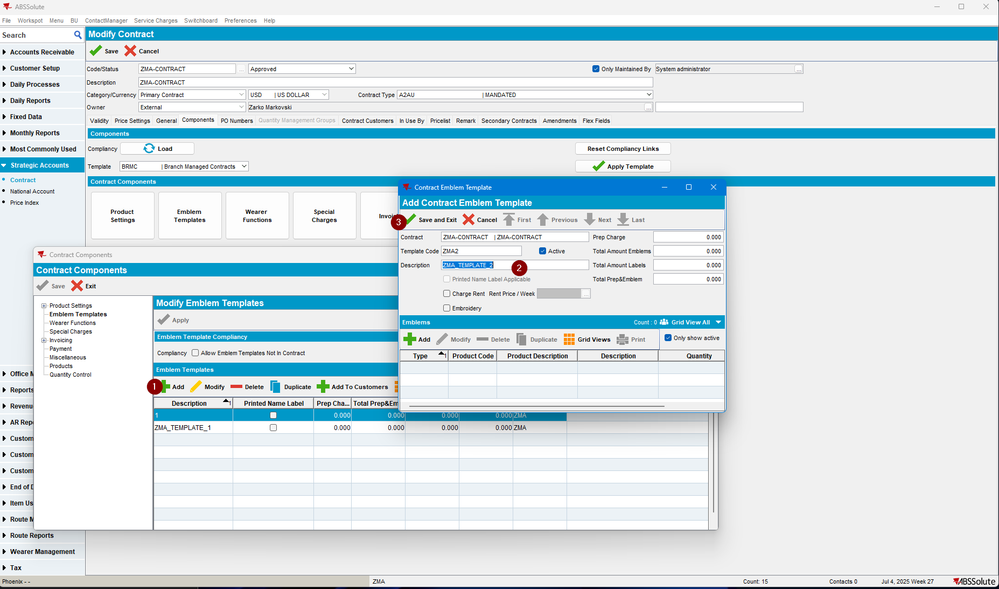 ABSSolute
File Workspot Menu BU ContactManager Service Charges Switchboard Preferences Help
Search
Modify Contract
Accounts Receivable
Customer Setup
Daily Processes
Daily Reports
Fixed Data
Monthly Reports
Most Commonly Used
Strategic Accounts
Contract
National Account
Price Index
Office M
Reports
Revenu
AR Rep
Custom
Custom
Custom
End of D
Item Us
Route M
Route Reports
Wearer Management
Tax
Save Cancel
Code/Status ZMA-CONTRACT ... Approved Only Maintained By System administrator ...
Description ZMA-CONTRACT
Category/Currency Primary Contract USD | US DOLLAR Contract Type A2AU | MANDATED
Owner External Zarko Markovski ...
Validity Price Settings General Components PO Numbers Quantity Management Groups Contract Customers In Use By Pricelist Remark Secondary Contracts Amendments Flex Fields
Components
Compliancy Load Reset Compliancy Links
Template BRMC | Branch Managed Contracts Apply Template
Contract Components
Product Settings
Emblem Templates
Wearer Functions
Special Charges
Invoic
Contract Components
Contract Components
Save Exit
Product Settings
Emblem Templates
Wearer Functions
Special Charges
Invoicing
Payment
Miscellaneous
Products
Quantity Control
Modify Emblem Templates
Apply
Emblem Template Compliancy
Compliancy Allow Emblem Templates Not In Contract
Emblem Templates
1 Add Modify Delete Duplicate Add To Customers
Description 1 Printed Name Label Prep Cha... Total Prep&Em
1 0.000 0.000 0.000 0.000 ZMA
ZMA_TEMPLATE_1 0.000 0.000 0.000 0.000 ZMA
Contract Emblem Template
Add Contract Emblem Template
3 Save and Exit Cancel First Previous Next Last
Contract ZMA-CONTRACT | ZMA-CONTRACT Prep Charge 0.000
Template Code ZMA2 Active Total Amount Emblems 0.000
Description ZMA_TEMPLATE_2 2 Total Amount Labels 0.000
Printed Name Label Applicable Total Prep&Emblem 0.000
Charge Rent Rent Price / Week ...
Embroidery
Emblems Count : 0 Grid View All
Add Modify Delete Duplicate Grid Views Print Only show active
Type 1 Product Code Product Description Description Quantity
Phoenix - - ZMA Count: 15 Contacts 0 Jul 4, 2025 Week 27 ABSSolute